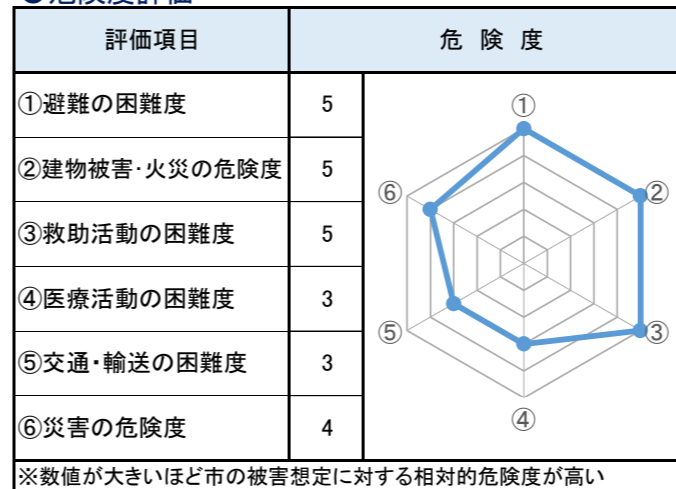 ●危険度評価
評価項目 危 険 度
①避難の困難度 5
②建物被害・火災の危険度 5
③救助活動の困難度 5
④医療活動の困難度 3
⑤交通・輸送の困難度 3
⑥災害の危険度 4
①
②
③
④
⑤
⑥
※数値が大きいほど市の被害想定に対する相対的危険度が高い